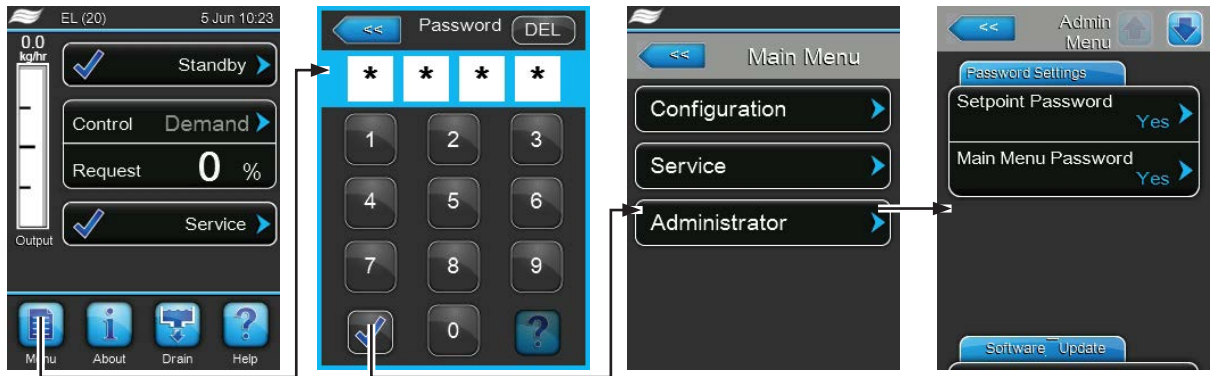 EL (20) 5 Jun 10:23
0.0
kg/hr
Standby
Control Demand
Request 0 %
Service
Output
Menu About Drain Help
<< Password DEL
* * * *
1 2 3
4 5 6
7 8 9
0 ?
<< Main Menu
Configuration
Service
Administrator
<< Admin
Menu
Password Settings
Setpoint Password
Yes
Main Menu Password
Yes
Software Update